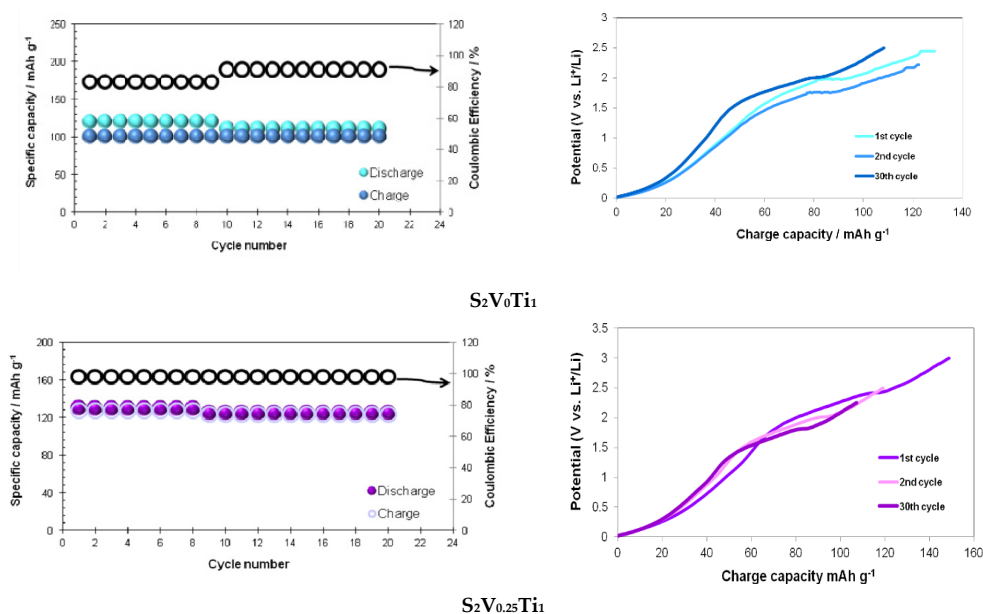 250
200
150
100
50
0
Specific capacity / mAh g⁻¹
0 2 4 6 8 10 12 14 16 18 20 22 24
Cycle number
120
100
80
60
40
20
0
Coulombic Efficiency / %
Discharge
Charge
3
2.5
2
1.5
1
0.5
0
Potential (V vs. Li⁺/Li)
0 20 40 60 80 100 120 140
Charge capacity / mAh g⁻¹
1st cycle
2nd cycle
30th cycle
S₂V₀Ti₁
200
160
120
80
40
0
Specific capacity / mAh g⁻¹
0 2 4 6 8 10 12 14 16 18 20 22 24
Cycle number
120
100
80
60
40
20
0
Coulombic Efficiency / %
Discharge
Charge
3.5
3
2.5
2
1.5
1
0.5
0
Potential (V vs. Li⁺/Li)
0 20 40 60 80 100 120 140 160
Charge capacity mAh g⁻¹
1st cycle
2nd cycle
30th cycle
S₂V₀.₂₅Ti₁